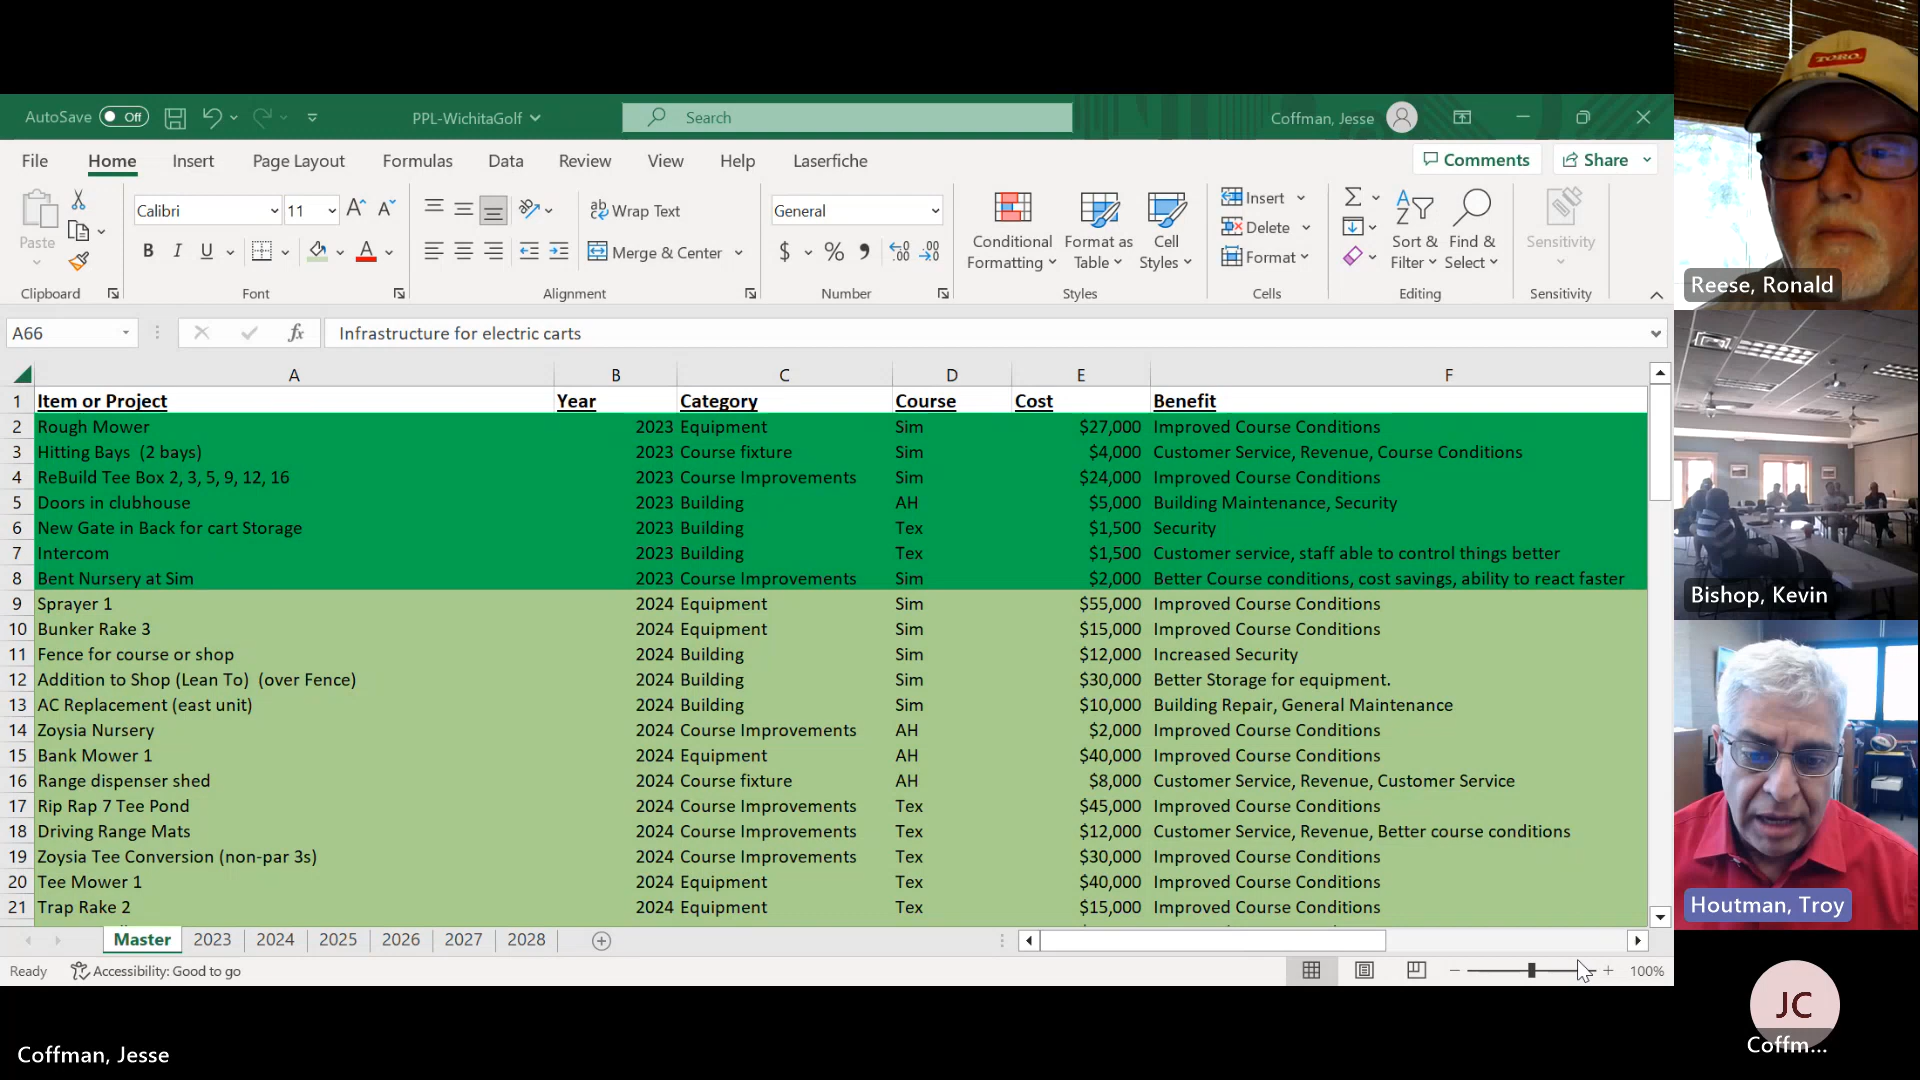 AutoSave Off PPL-WichitaGolf Search Coffman, Jesse
File Home Insert Page Layout Formulas Data Review View Help Laserfiche Comments Share
Paste Calibri 11 B I U Wrap Text Merge & Center General $ % Conditional Formatting Format as Table Cell Styles Insert Delete Format Sort & Filter Find & Select Sensitivity
Clipboard Font Alignment Number Styles Cells Editing Sensitivity
A66 fx Infrastructure for electric carts
A B C D E F
1 Item or Project Year Category Course Cost Benefit
2 Rough Mower 2023 Equipment Sim $27,000 Improved Course Conditions
3 Hitting Bays (2 bays) 2023 Course fixture Sim $4,000 Customer Service, Revenue, Course Conditions
4 ReBuild Tee Box 2, 3, 5, 9, 12, 16 2023 Course Improvements Sim $24,000 Improved Course Conditions
5 Doors in clubhouse 2023 Building AH $5,000 Building Maintenance, Security
6 New Gate in Back for cart Storage 2023 Building Tex $1,500 Security
7 Intercom 2023 Building Tex $1,500 Customer service, staff able to control things better
8 Bent Nursery at Sim 2023 Course Improvements Sim $2,000 Better Course conditions, cost savings, ability to react faster
9 Sprayer 1 2024 Equipment Sim $55,000 Improved Course Conditions
10 Bunker Rake 3 2024 Equipment Sim $15,000 Improved Course Conditions
11 Fence for course or shop 2024 Building Sim $12,000 Increased Security
12 Addition to Shop (Lean To) (over Fence) 2024 Building Sim $30,000 Better Storage for equipment.
13 AC Replacement (east unit) 2024 Building Sim $10,000 Building Repair, General Maintenance
14 Zoysia Nursery 2024 Course Improvements AH $2,000 Improved Course Conditions
15 Bank Mower 1 2024 Equipment AH $40,000 Improved Course Conditions
16 Range dispenser shed 2024 Course fixture AH $8,000 Customer Service, Revenue, Customer Service
17 Rip Rap 7 Tee Pond 2024 Course Improvements Tex $45,000 Improved Course Conditions
18 Driving Range Mats 2024 Course Improvements Tex $12,000 Customer Service, Revenue, Better course conditions
19 Zoysia Tee Conversion (non-par 3s) 2024 Course Improvements Tex $30,000 Improved Course Conditions
20 Tee Mower 1 2024 Equipment Tex $40,000 Improved Course Conditions
21 Trap Rake 2 2024 Equipment Tex $15,000 Improved Course Conditions
Master 2023 2024 2025 2026 2027 2028
Ready Accessibility: Good to go 100%
Coffman, Jesse
TORO
Reese, Ronald
Bishop, Kevin
Houtman, Troy
JC
Coffm...